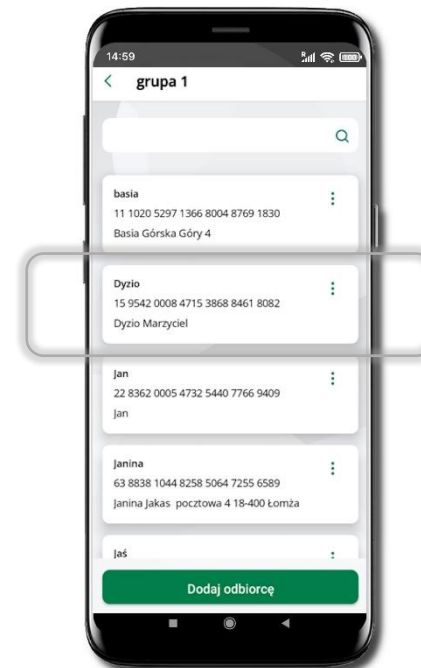 14:59
grupa 1
basia
11 1020 5297 1366 8004 8769 1830
Basia Górska Góry 4
Dyzio
15 9542 0008 4715 3868 8461 8082
Dyzio Marzyciel
Jan
22 8362 0005 4732 5440 7766 9409
Jan
Janina
63 8838 1044 8258 5064 7255 6589
Janina Jakas pocztowa 4 18-400 Łomża
Jaś
Dodaj odbiorcę